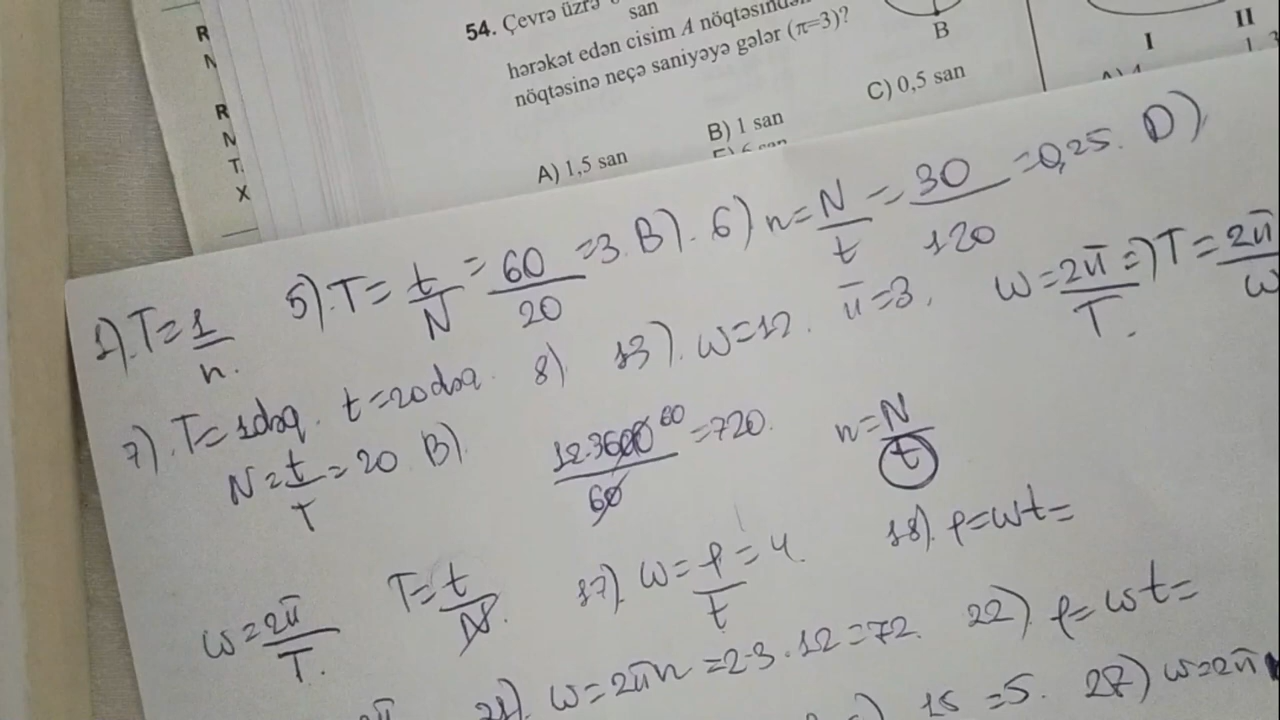 R
N
R
N
T.
X
54. Çevrə üzrə
san
hərəkət edən cisim A nöqtəsindən
nöqtəsinə neçə saniyəyə gələr (π=3)?
A) 1,5 san
B) 1 san
C) 0,5 san
B
I
II
1). T=1/n.
5). T= t/N = 60/20 =3. B).
6) n= N/t = 30/120 =0,25. D)
7). T=1dəq. t=20dəq.
N= t/T =20 B).
8).
12·3600 60/60 =720.
13). ω=12. π=3. ω=2π/T. => T= 2π/ω
n= N/t
ω=2π/T.
T= t/N.
17). ω= φ/t =4.
18). φ=ωt=
21). ω=2πn=2·3·12=72.
22) φ=ωt=
15 =5.
27) ω=2π